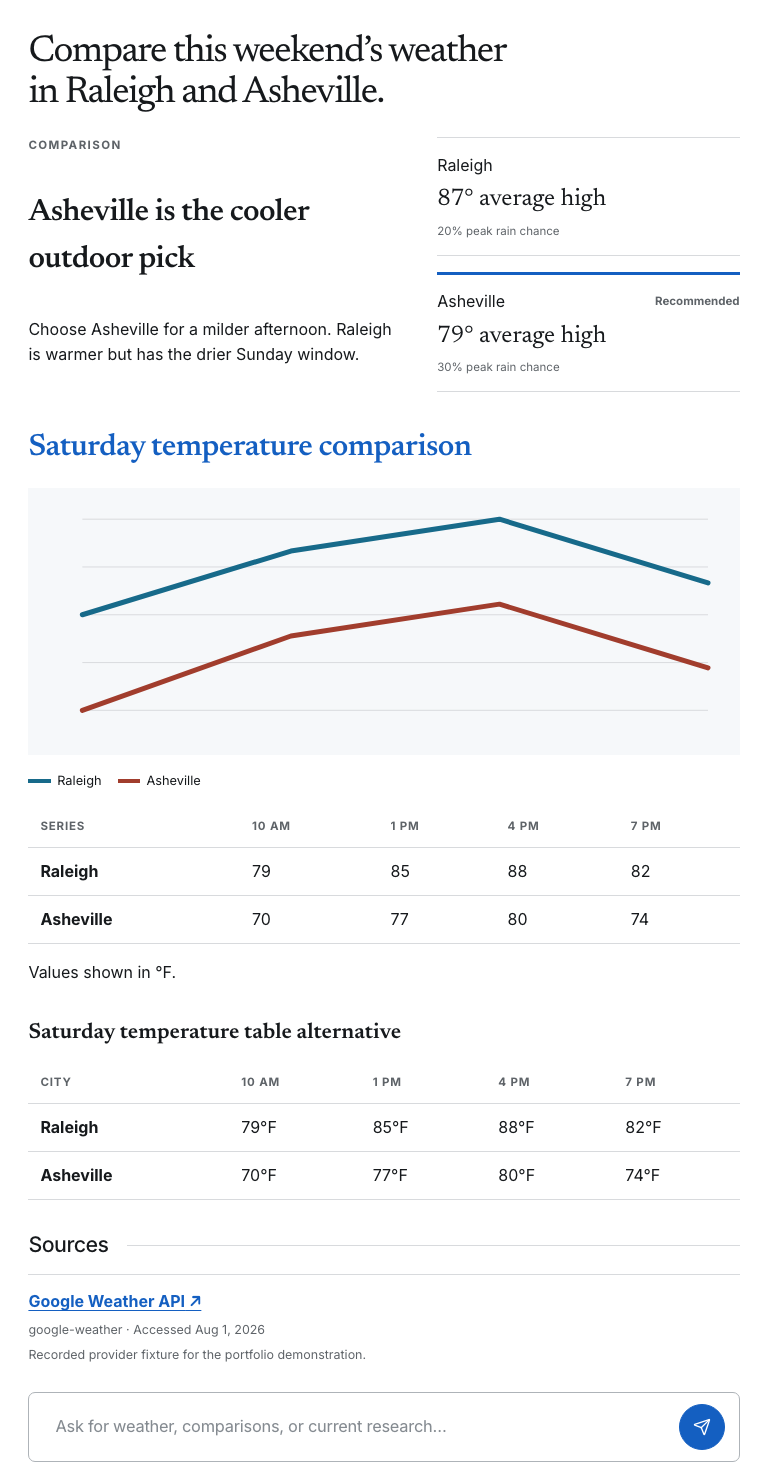 Compare this weekend’s weather
in Raleigh and Asheville.
COMPARISON
Asheville is the cooler
outdoor pick
Choose Asheville for a milder afternoon. Raleigh
is warmer but has the drier Sunday window.
Raleigh
87° average high
20% peak rain chance
Asheville Recommended
79° average high
30% peak rain chance
Saturday temperature comparison
Raleigh Asheville
SERIES 10 AM 1 PM 4 PM 7 PM
Raleigh 79 85 88 82
Asheville 70 77 80 74
Values shown in °F.
Saturday temperature table alternative
CITY 10 AM 1 PM 4 PM 7 PM
Raleigh 79°F 85°F 88°F 82°F
Asheville 70°F 77°F 80°F 74°F
Sources
Google Weather API ↗
google-weather · Accessed Aug 1, 2026
Recorded provider fixture for the portfolio demonstration.
Ask for weather, comparisons, or current research...